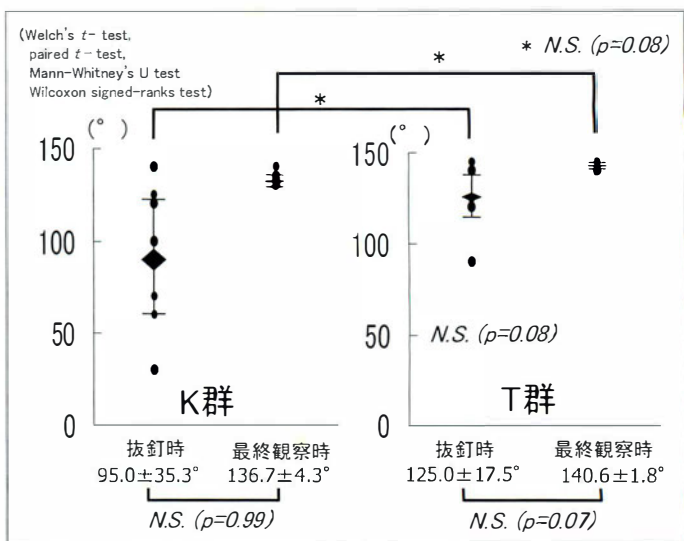 (Welch's t- test,
paired t- test,
Mann-Whitney's U test
Wilcoxon signed-ranks test)
* N.S. (p=0.08)
*
*
(° )
(° )
150
100
50
0
150
100
50
0
N.S. (p=0.08)
K群
T群
抜釘時 最終観察時
95.0±35.3° 136.7±4.3°
抜釘時 最終観察時
125.0±17.5° 140.6±1.8°
N.S. (p=0.99)
N.S. (p=0.07)